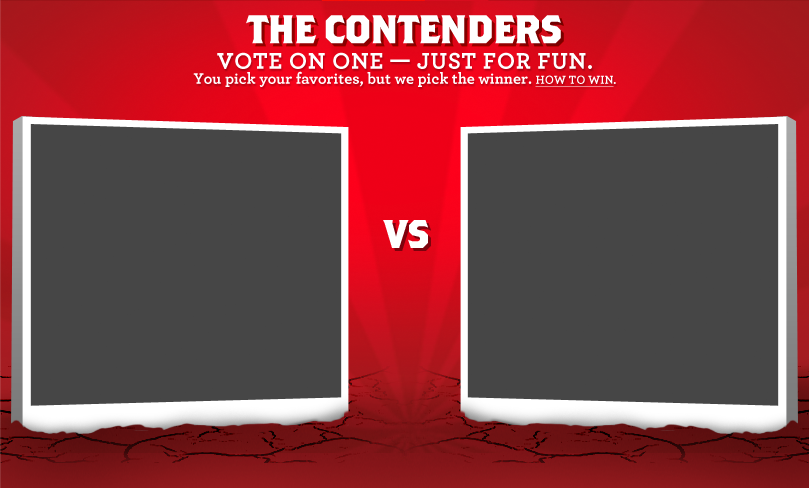 THE CONTENDERS
VOTE ON ONE — JUST FOR FUN.
You pick your favorites, but we pick the winner. HOW TO WIN.
VS